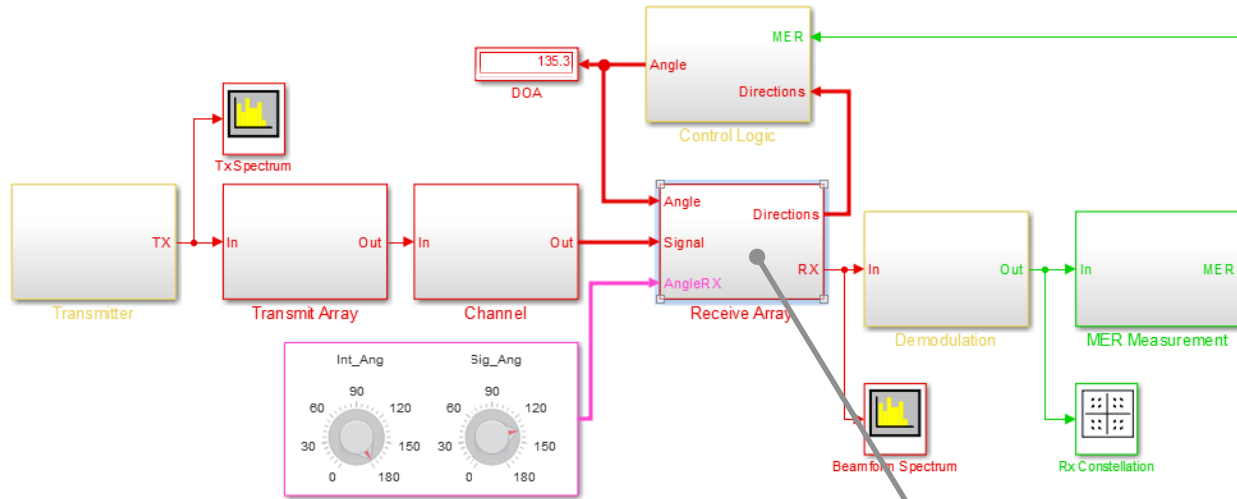 MER
Angle
Directions
Control Logic
135.3
DOA
TxSpectrum
TX
Transmitter
In
Out
Transmit Array
In
Out
Channel
Angle
Signal
AngleRX
Directions
RX
Receive Array
In
Out
Demodulation
In
MER
MER Measurement
Int_Ang
0
30
60
90
120
150
180
Sig_Ang
0
30
60
90
120
150
180
Beamform Spectrum
Rx Constellation